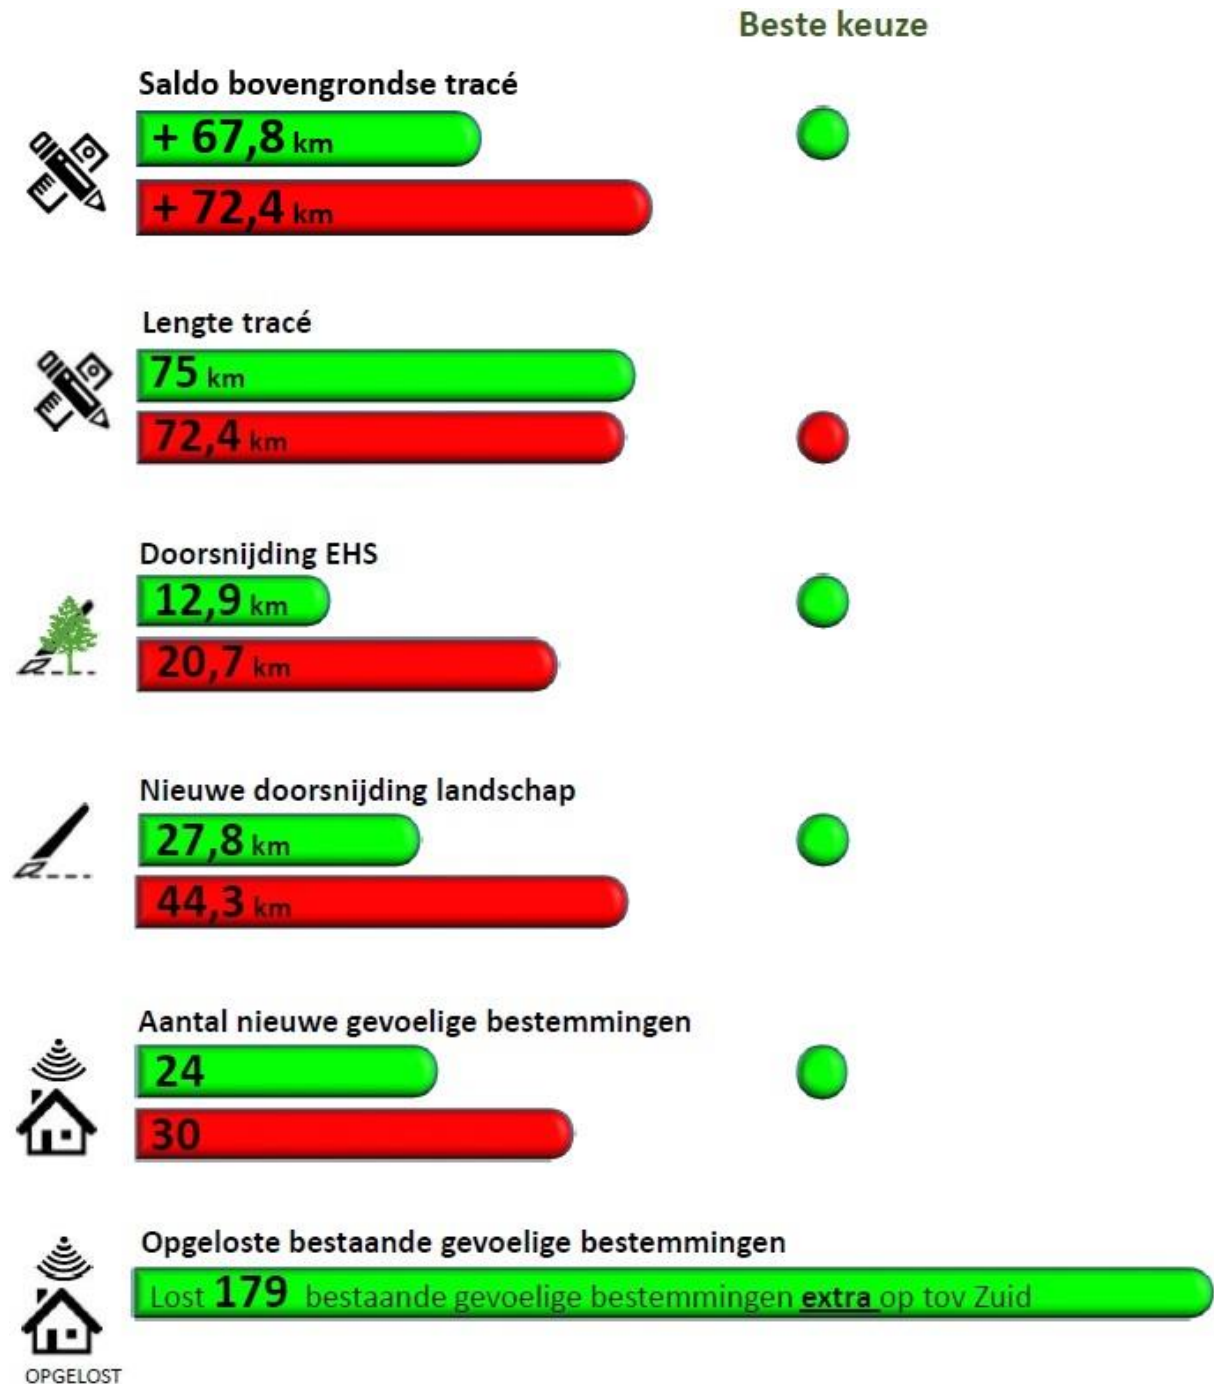 Beste keuze
Saldo bovengrondse tracé
+ 67,8 km
+ 72,4 km
Lengte tracé
75 km
72,4 km
Doorsnijding EHS
12,9 km
20,7 km
Nieuwe doorsnijding landschap
27,8 km
44,3 km
Aantal nieuwe gevoelige bestemmingen
24
30
Opgeloste bestaande gevoelige bestemmingen
Lost 179 bestaande gevoelige bestemmingen extra op tov Zuid
OPGELOST